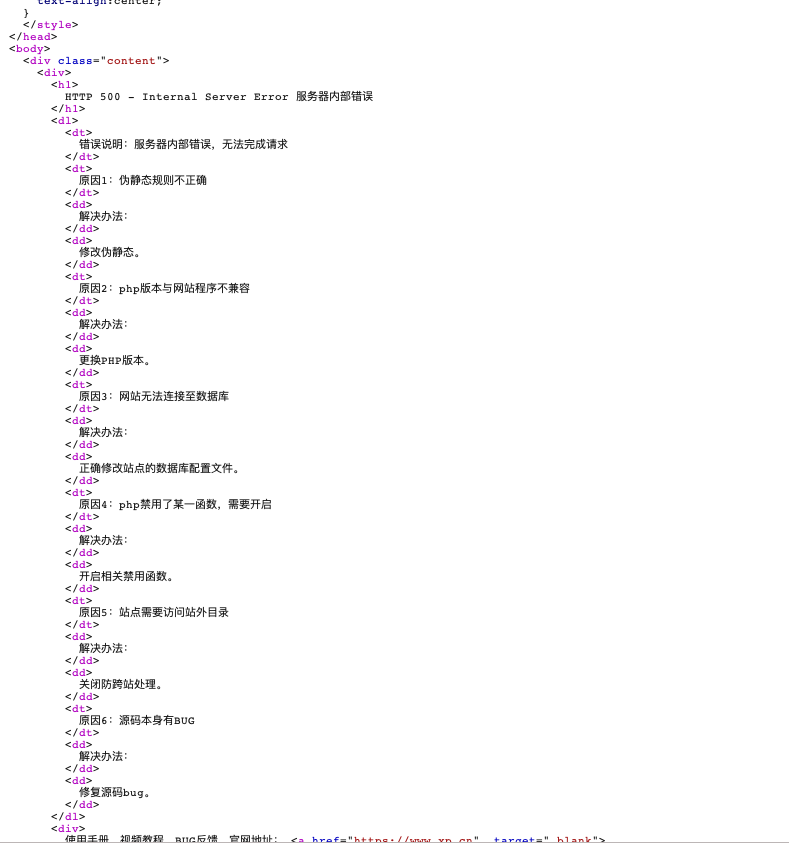 text-align:center;
}
</style>
</head>
<body>
<div class="content">
<div>
<h1>
HTTP 500 - Internal Server Error 服务器内部错误
</h1>
<dl>
<dt>
错误说明：服务器内部错误，无法完成请求
</dt>
<dt>
原因1：伪静态规则不正确
</dt>
<dd>
解决办法：
</dd>
<dd>
修改伪静态。
</dd>
<dt>
原因2：php版本与网站程序不兼容
</dt>
<dd>
解决办法：
</dd>
<dd>
更换PHP版本。
</dd>
<dt>
原因3：网站无法连接至数据库
</dt>
<dd>
解决办法：
</dd>
<dd>
正确修改站点的数据库配置文件。
</dd>
<dt>
原因4：php禁用了某一函数，需要开启
</dt>
<dd>
解决办法：
</dd>
<dd>
开启相关禁用函数。
</dd>
<dt>
原因5：站点需要访问站外目录
</dt>
<dd>
解决办法：
</dd>
<dd>
关闭防跨站处理。
</dd>
<dt>
原因6：源码本身有BUG
</dt>
<dd>
解决办法：
</dd>
<dd>
修复源码bug。
</dd>
</dl>
<div>
使用手册，视频教程，BUG反馈，官网地址： <a href="https://www.xp.cn" target="_blank">